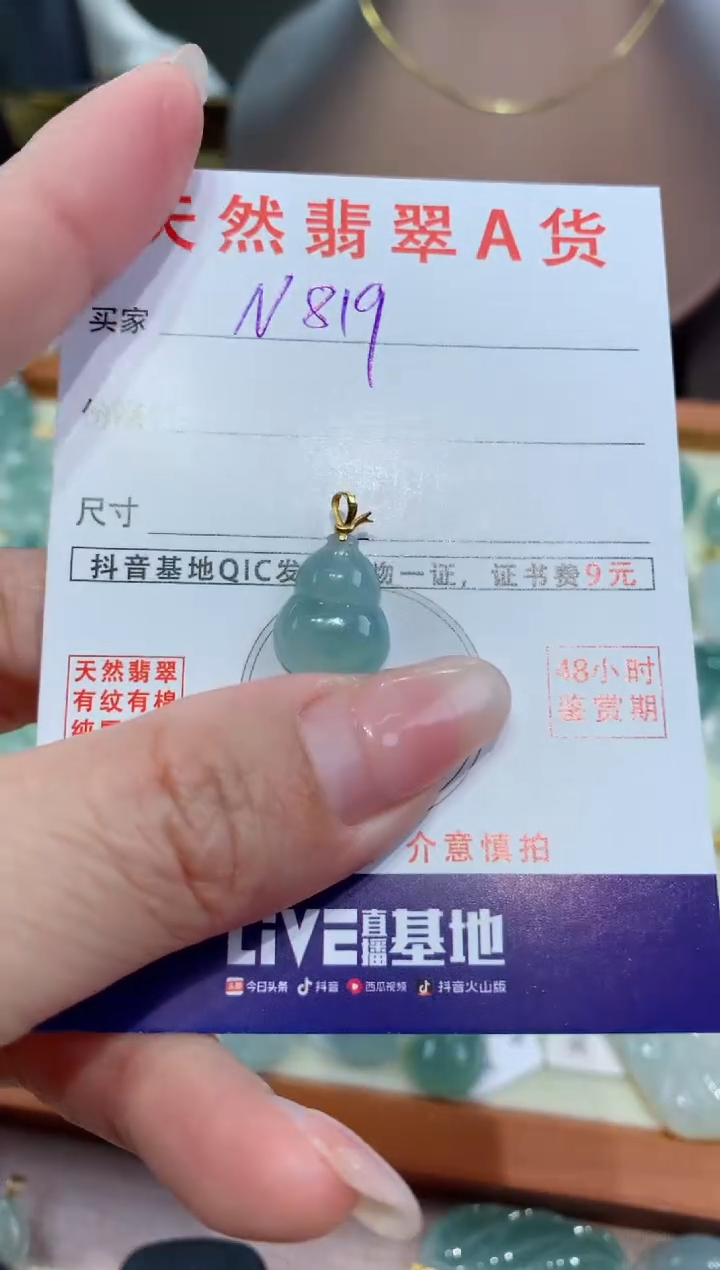 天然翡翠A货
买家 N 819
尺寸
抖音基地QIC发 物一证，证书费9元
天然翡翠
有纹有棉
48小时
鉴赏期
介意慎拍
LiVE直播基地
今日头条 抖音 西瓜视频 抖音火山版